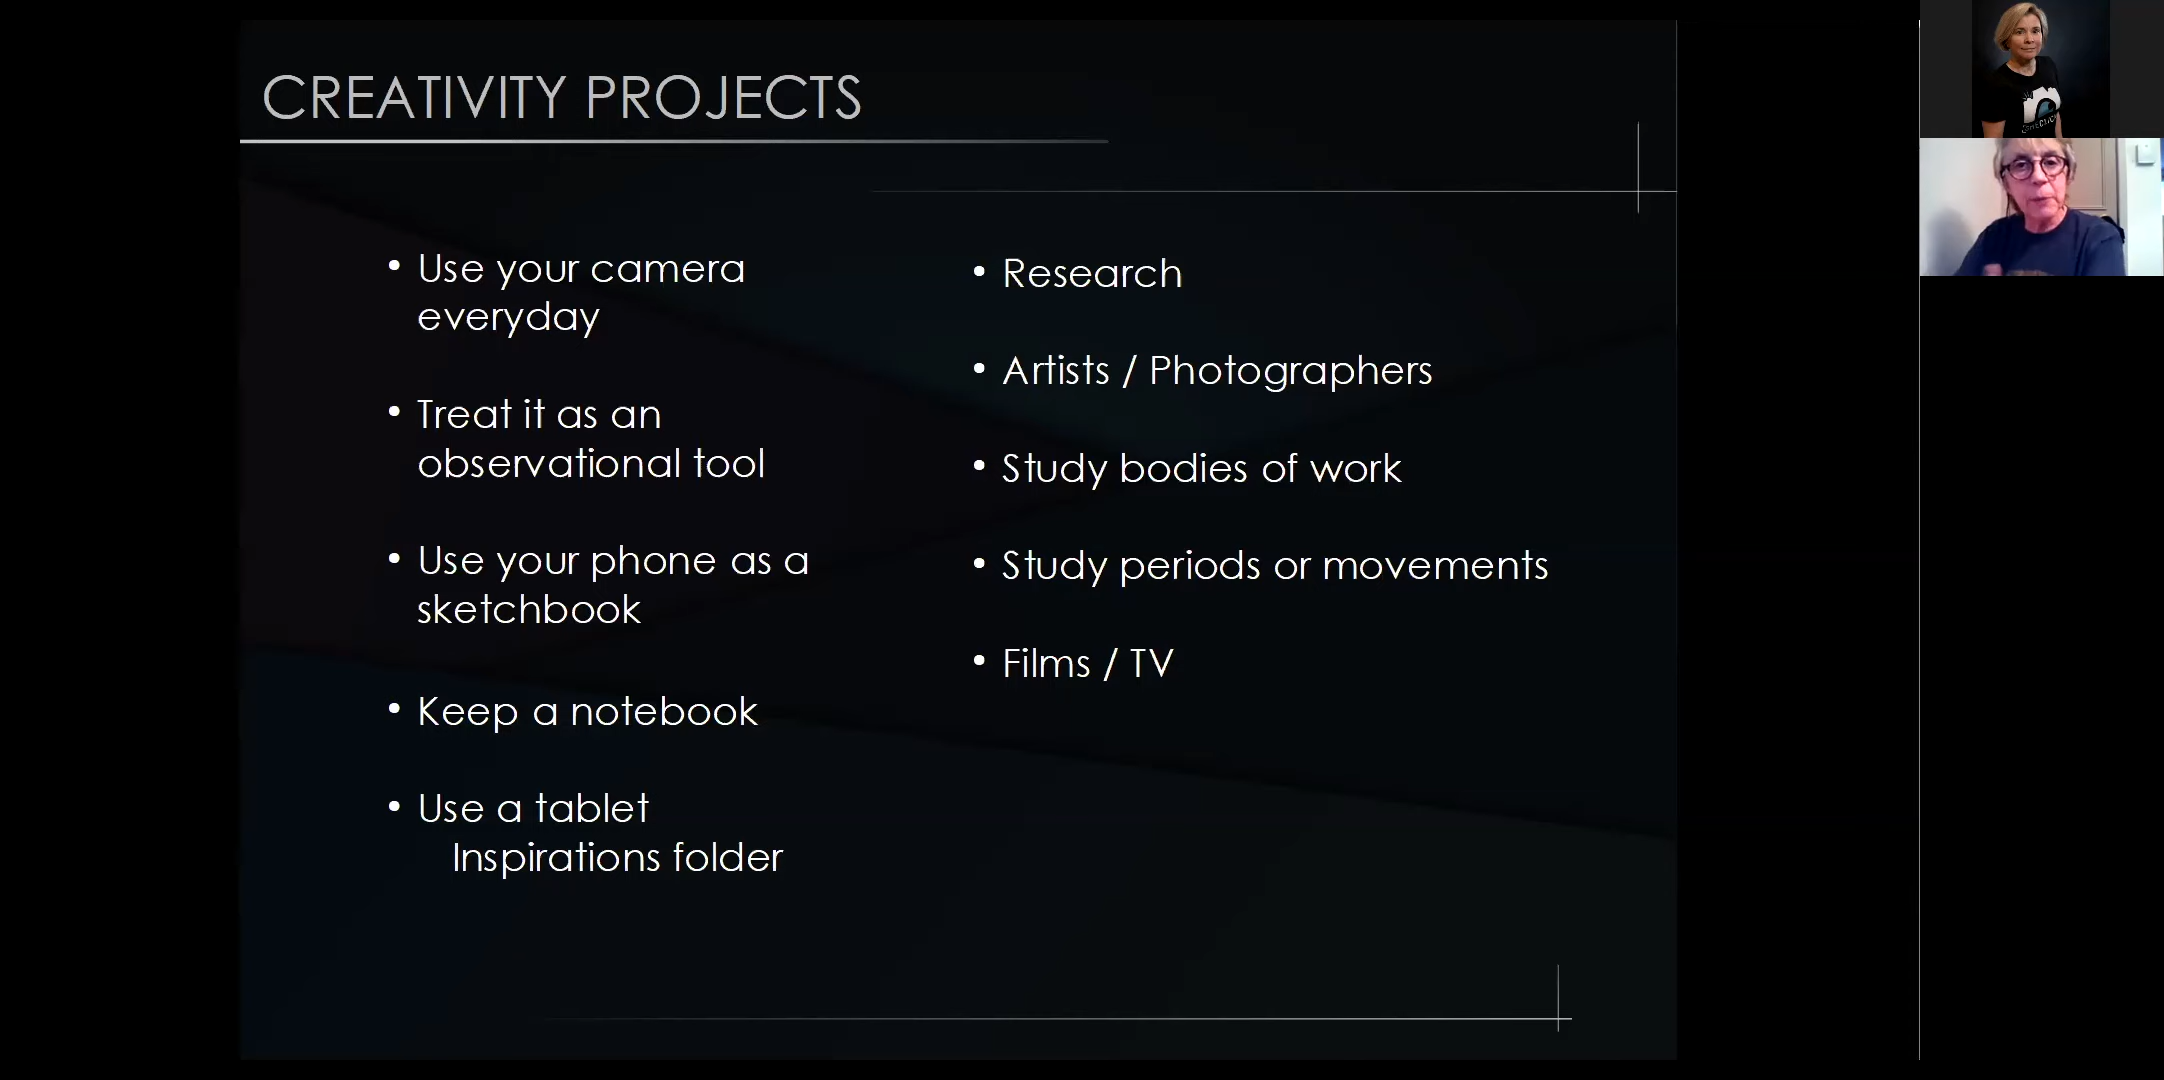 CREATIVITY PROJECTS
• Use your camera
everyday
• Treat it as an
observational tool
• Use your phone as a
sketchbook
• Keep a notebook
• Use a tablet
Inspirations folder
• Research
• Artists / Photographers
• Study bodies of work
• Study periods or movements
• Films / TV